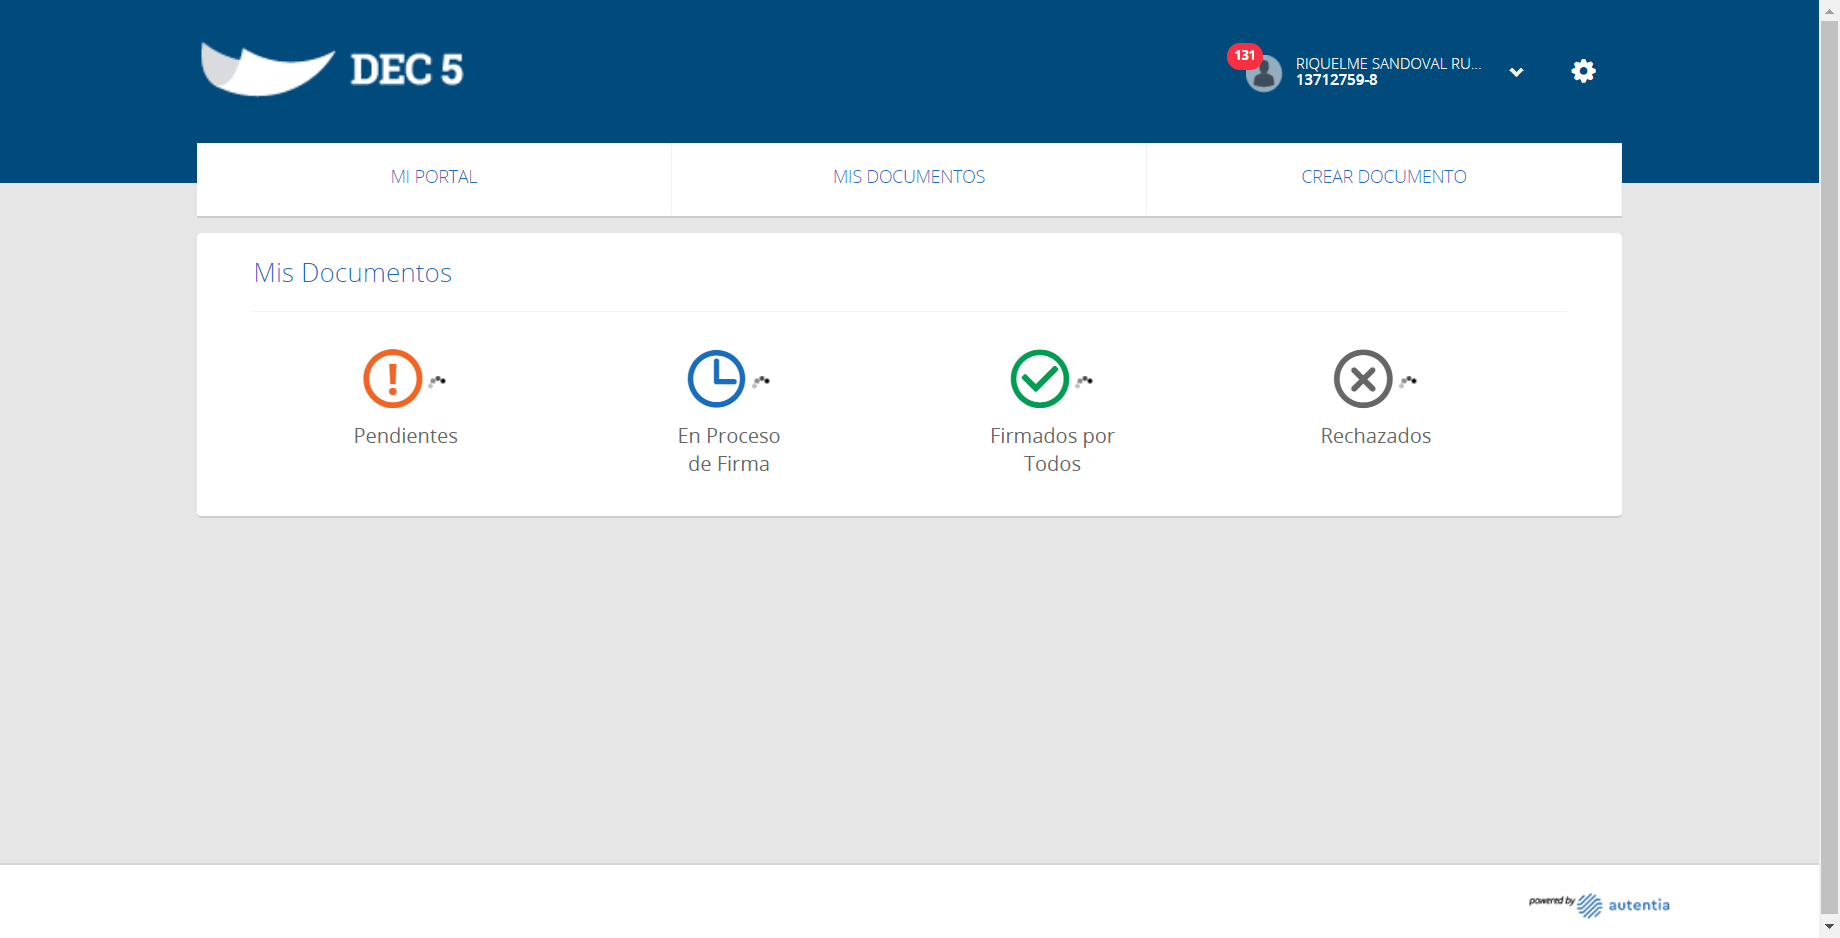 DEC 5
131
RIQUELME SANDOVAL RU...
13712759-8
MI PORTAL
MIS DOCUMENTOS
CREAR DOCUMENTO
Mis Documentos
Pendientes
En Proceso
de Firma
Firmados por
Todos
Rechazados
powered by autentia